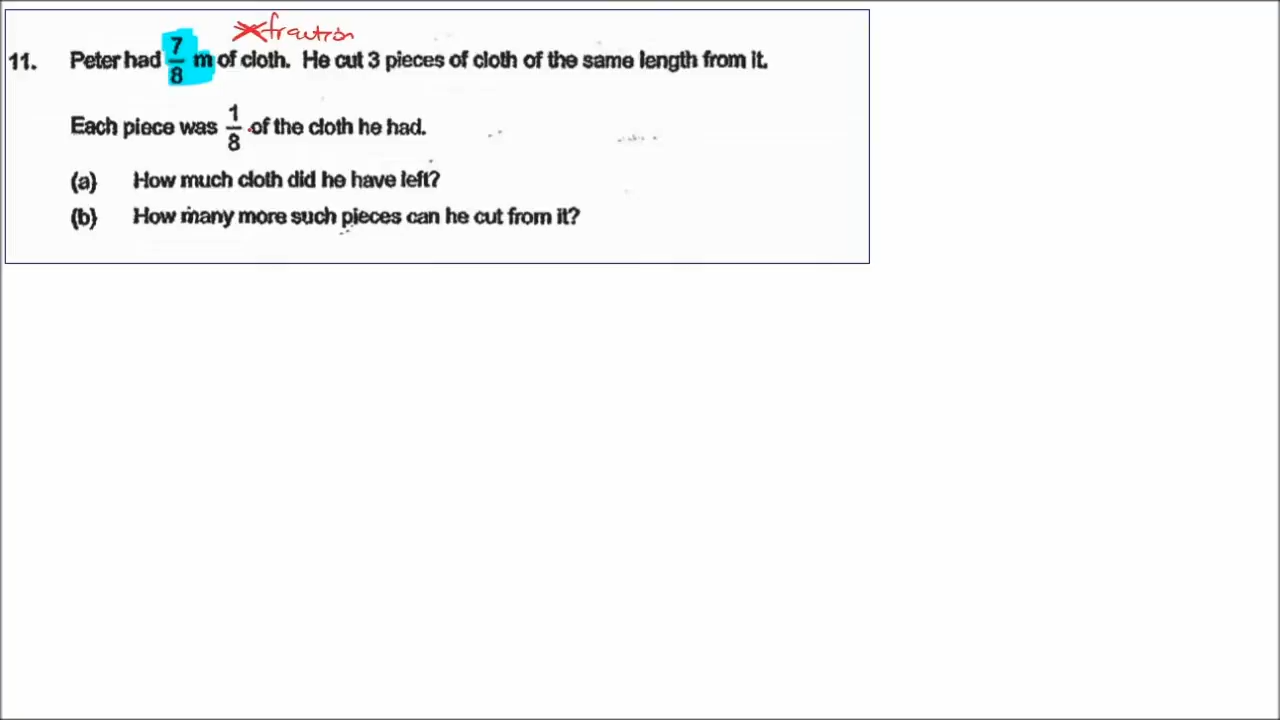 ✗fraction
11. Peter had 7/8 m of cloth. He cut 3 pieces of cloth of the same length from it.
Each piece was 1/8 of the cloth he had.
(a) How much cloth did he have left?
(b) How many more such pieces can he cut from it?